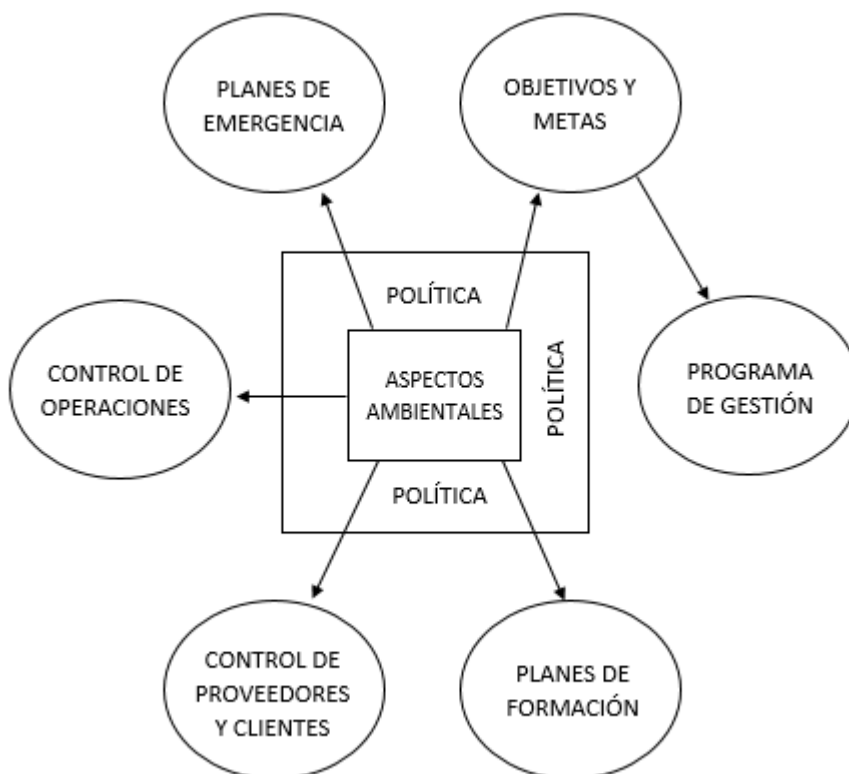 PLANES DE
EMERGENCIA
OBJETIVOS Y
METAS
POLÍTICA
POLÍTICA
CONTROL DE
OPERACIONES
ASPECTOS
AMBIENTALES
PROGRAMA
DE GESTIÓN
POLÍTICA
CONTROL DE
PROVEEDORES
Y CLIENTES
PLANES DE
FORMACIÓN